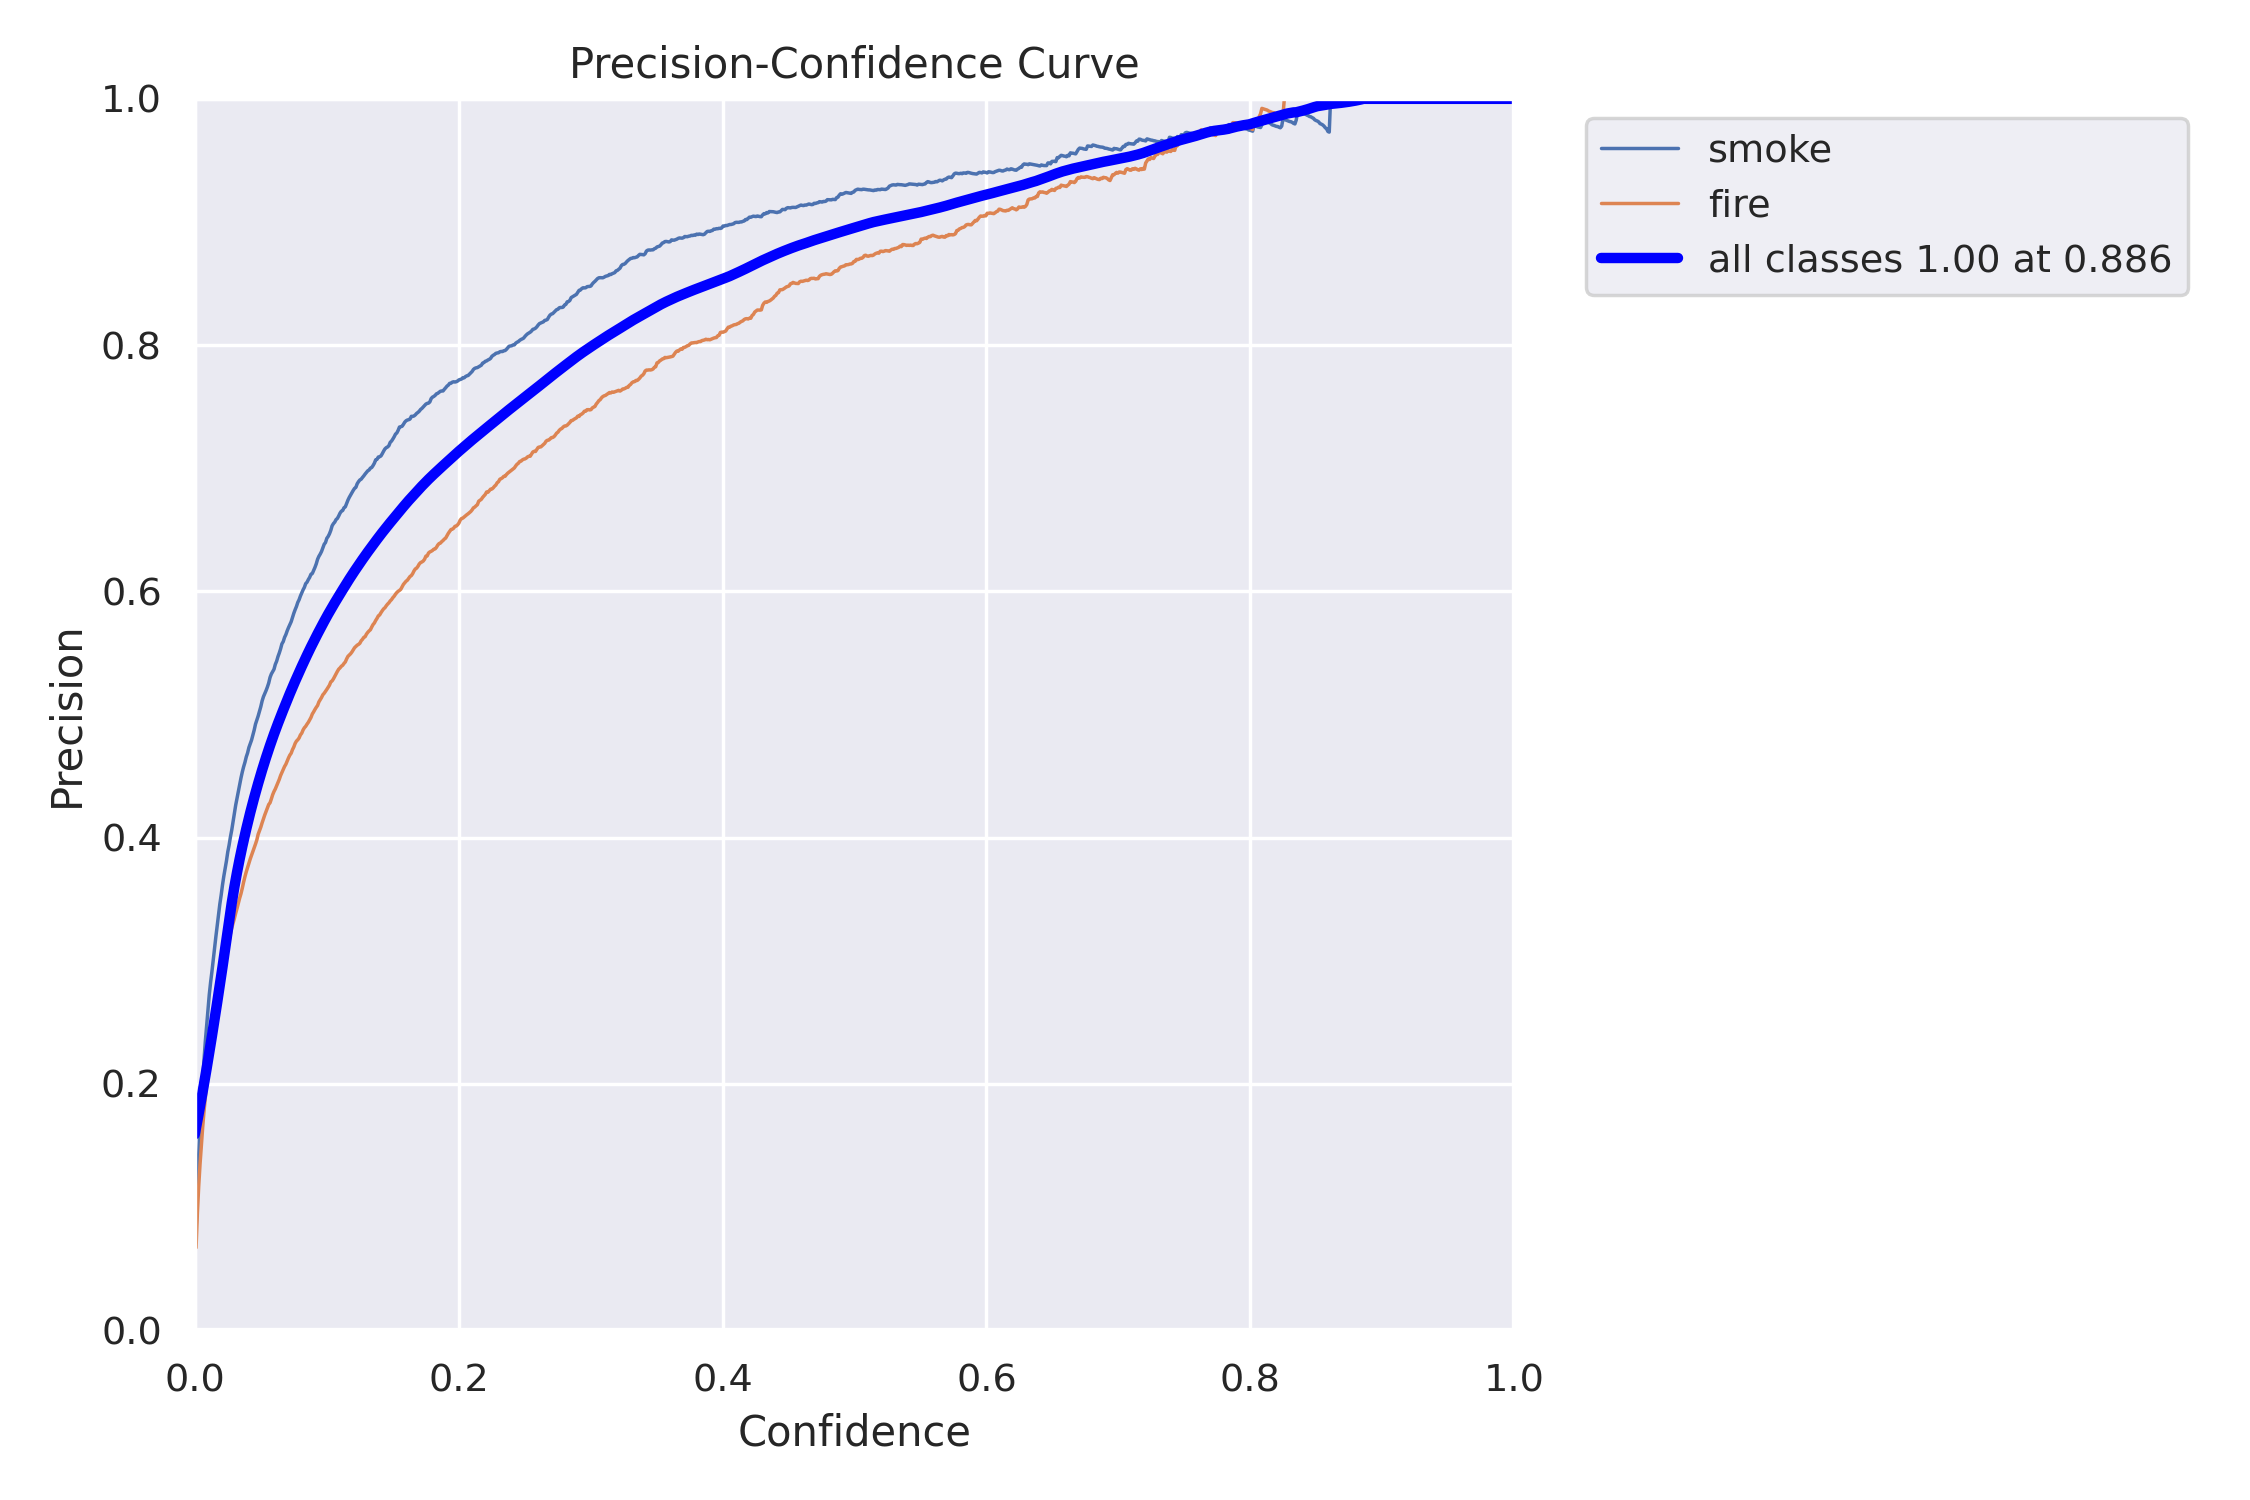 Precision-Confidence Curve
1.0
0.8
0.6
0.4
0.2
0.0
Precision
0.0 0.2 0.4 0.6 0.8 1.0
Confidence
smoke
fire
all classes 1.00 at 0.886